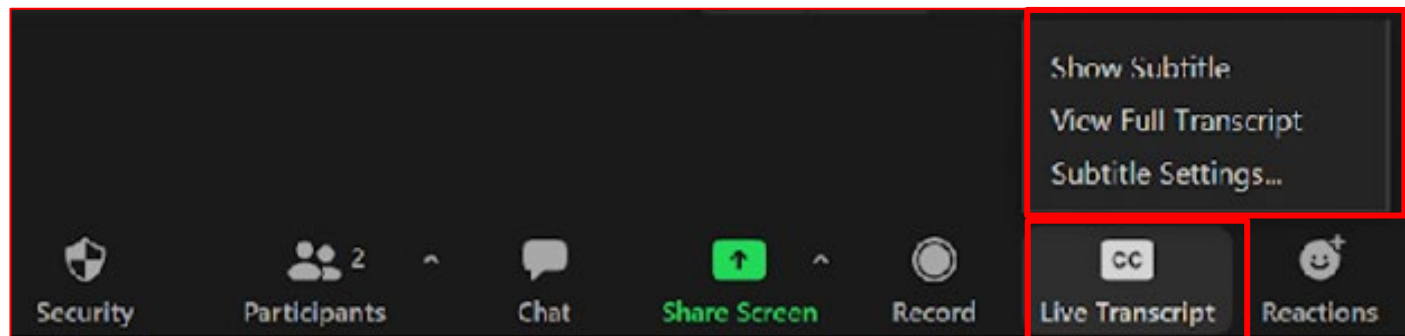 Show Subtitle
View Full Transcript
Subtitle Settings...
2
CC
Security
Participants
Chat
Share Screen
Record
Live Transcript
Reactions